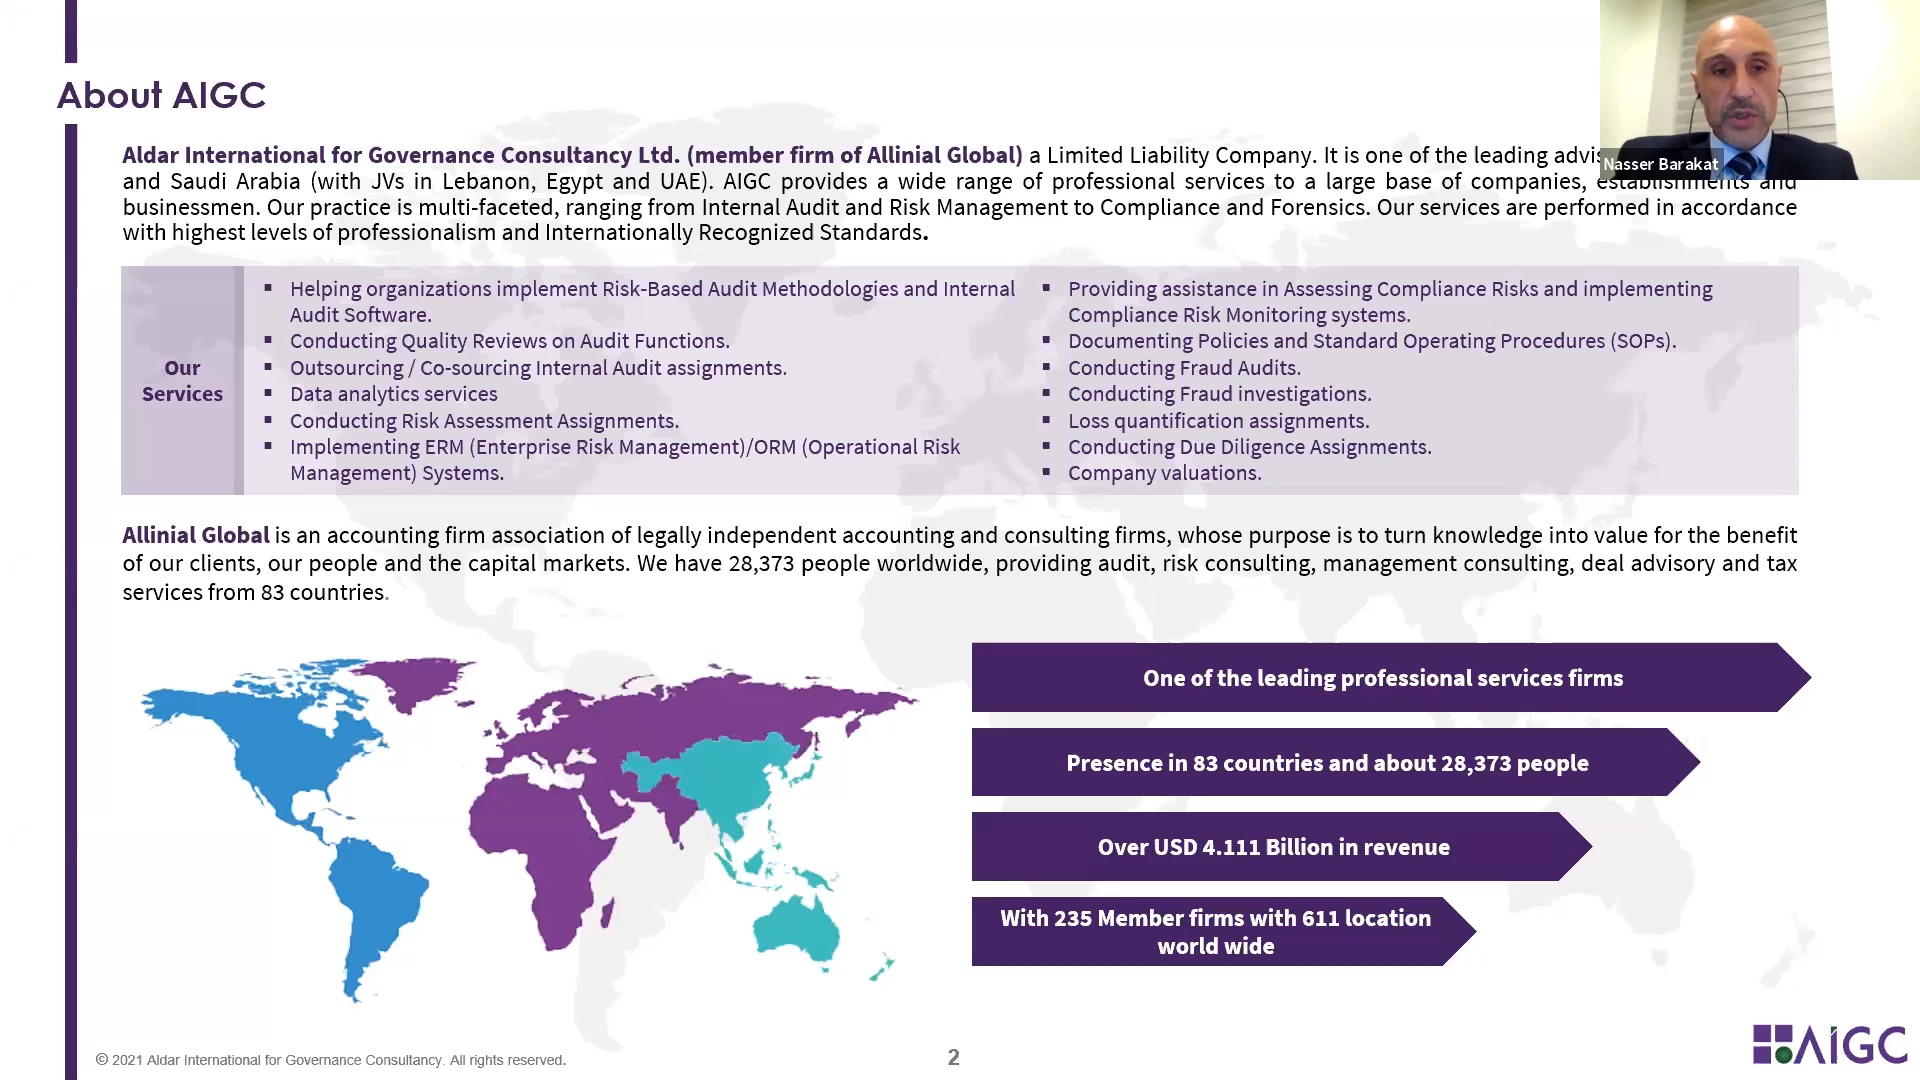 About AIGC
Nasser Barakat
Aldar International for Governance Consultancy Ltd. (member firm of Allinial Global) a Limited Liability Company. It is one of the leading
and Saudi Arabia (with JVs in Lebanon, Egypt and UAE). AIGC provides a wide range of professional services to a large base of companies, establishments and
businessmen. Our practice is multi-faceted, ranging from Internal Audit and Risk Management to Compliance and Forensics. Our services are performed in accordance
with highest levels of professionalism and Internationally Recognized Standards.
Our
Services
▪ Helping organizations implement Risk-Based Audit Methodologies and Internal
Audit Software.
▪ Conducting Quality Reviews on Audit Functions.
▪ Outsourcing / Co-sourcing Internal Audit assignments.
▪ Data analytics services
▪ Conducting Risk Assessment Assignments.
▪ Implementing ERM (Enterprise Risk Management)/ORM (Operational Risk
Management) Systems.
▪ Providing assistance in Assessing Compliance Risks and implementing
Compliance Risk Monitoring systems.
▪ Documenting Policies and Standard Operating Procedures (SOPs).
▪ Conducting Fraud Audits.
▪ Conducting Fraud investigations.
▪ Loss quantification assignments.
▪ Conducting Due Diligence Assignments.
▪ Company valuations.
Allinial Global is an accounting firm association of legally independent accounting and consulting firms, whose purpose is to turn knowledge into value for the benefit
of our clients, our people and the capital markets. We have 28,373 people worldwide, providing audit, risk consulting, management consulting, deal advisory and tax
services from 83 countries.
One of the leading professional services firms
Presence in 83 countries and about 28,373 people
Over USD 4.111 Billion in revenue
With 235 Member firms with 611 location
world wide
© 2021 Aldar International for Governance Consultancy. All rights reserved.
2
AIGC